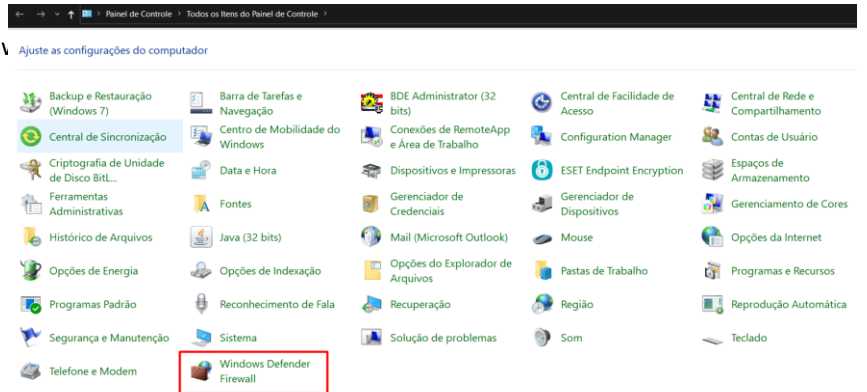 Painel de Controle > Todos os Itens do Painel de Controle >
Ajuste as configurações do computador
Backup e Restauração
(Windows 7)
Barra de Tarefas e
Navegação
BDE Administrator (32
bits)
Central de Facilidade de
Acesso
Central de Rede e
Compartilhamento
Central de Sincronização
Centro de Mobilidade do
Windows
Conexões de RemoteApp
e Área de Trabalho
Configuration Manager
Contas de Usuário
Criptografia de Unidade
de Disco BitL...
Data e Hora
Dispositivos e Impressoras
ESET Endpoint Encryption
Espaços de
Armazenamento
Ferramentas
Administrativas
Fontes
Gerenciador de
Credenciais
Gerenciador de
Dispositivos
Gerenciamento de Cores
Histórico de Arquivos
Java (32 bits)
Mail (Microsoft Outlook)
Mouse
Opções da Internet
Opções de Energia
Opções de Indexação
Opções do Explorador de
Arquivos
Pastas de Trabalho
Programas e Recursos
Programas Padrão
Reconhecimento de Fala
Recuperação
Região
Reprodução Automática
Segurança e Manutenção
Sistema
Solução de problemas
Som
Teclado
Telefone e Modem
Windows Defender
Firewall